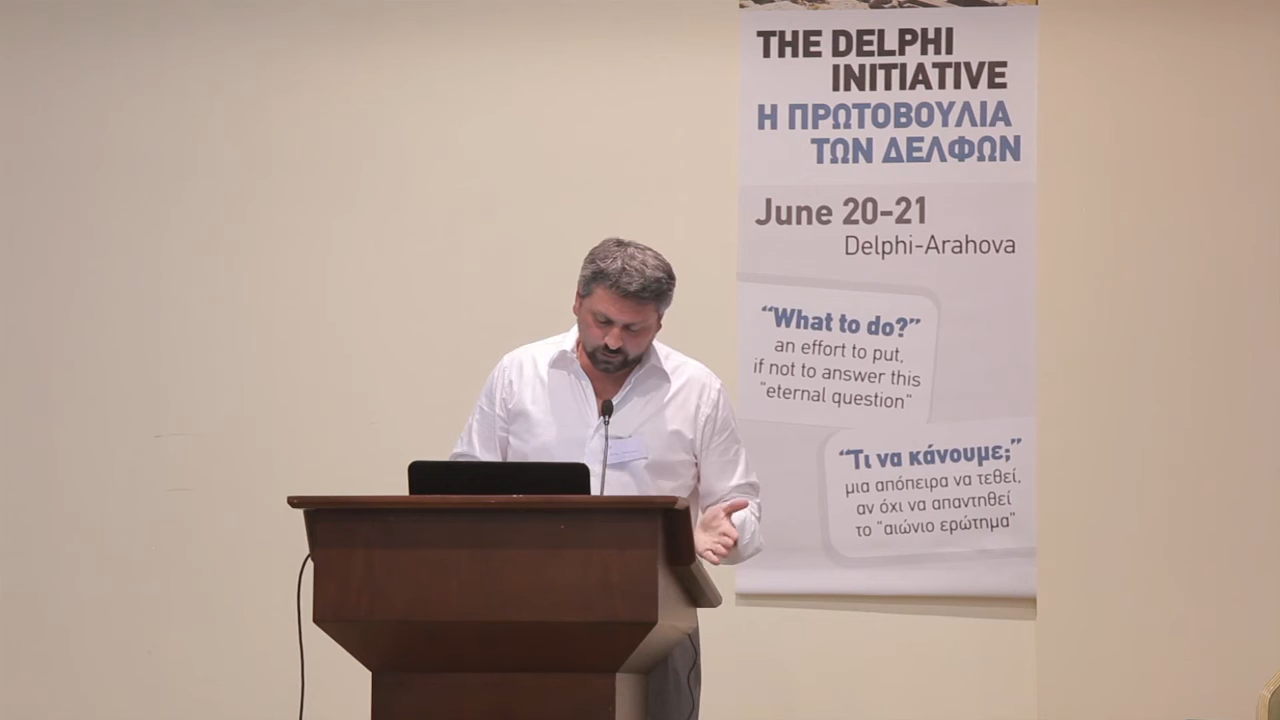 THE DELPHI
INITIATIVE
Η ΠΡΩΤΟΒΟΥΛΙΑ
ΤΩΝ ΔΕΛΦΩΝ
June 20-21
Delphi-Arahova
“What to do?”
an effort to put,
if not to answer this
"eternal question"
“Τι να κάνουμε;”
μια απόπειρα να τεθεί,
αν όχι να απαντηθεί
το "αιώνιο ερώτημα"